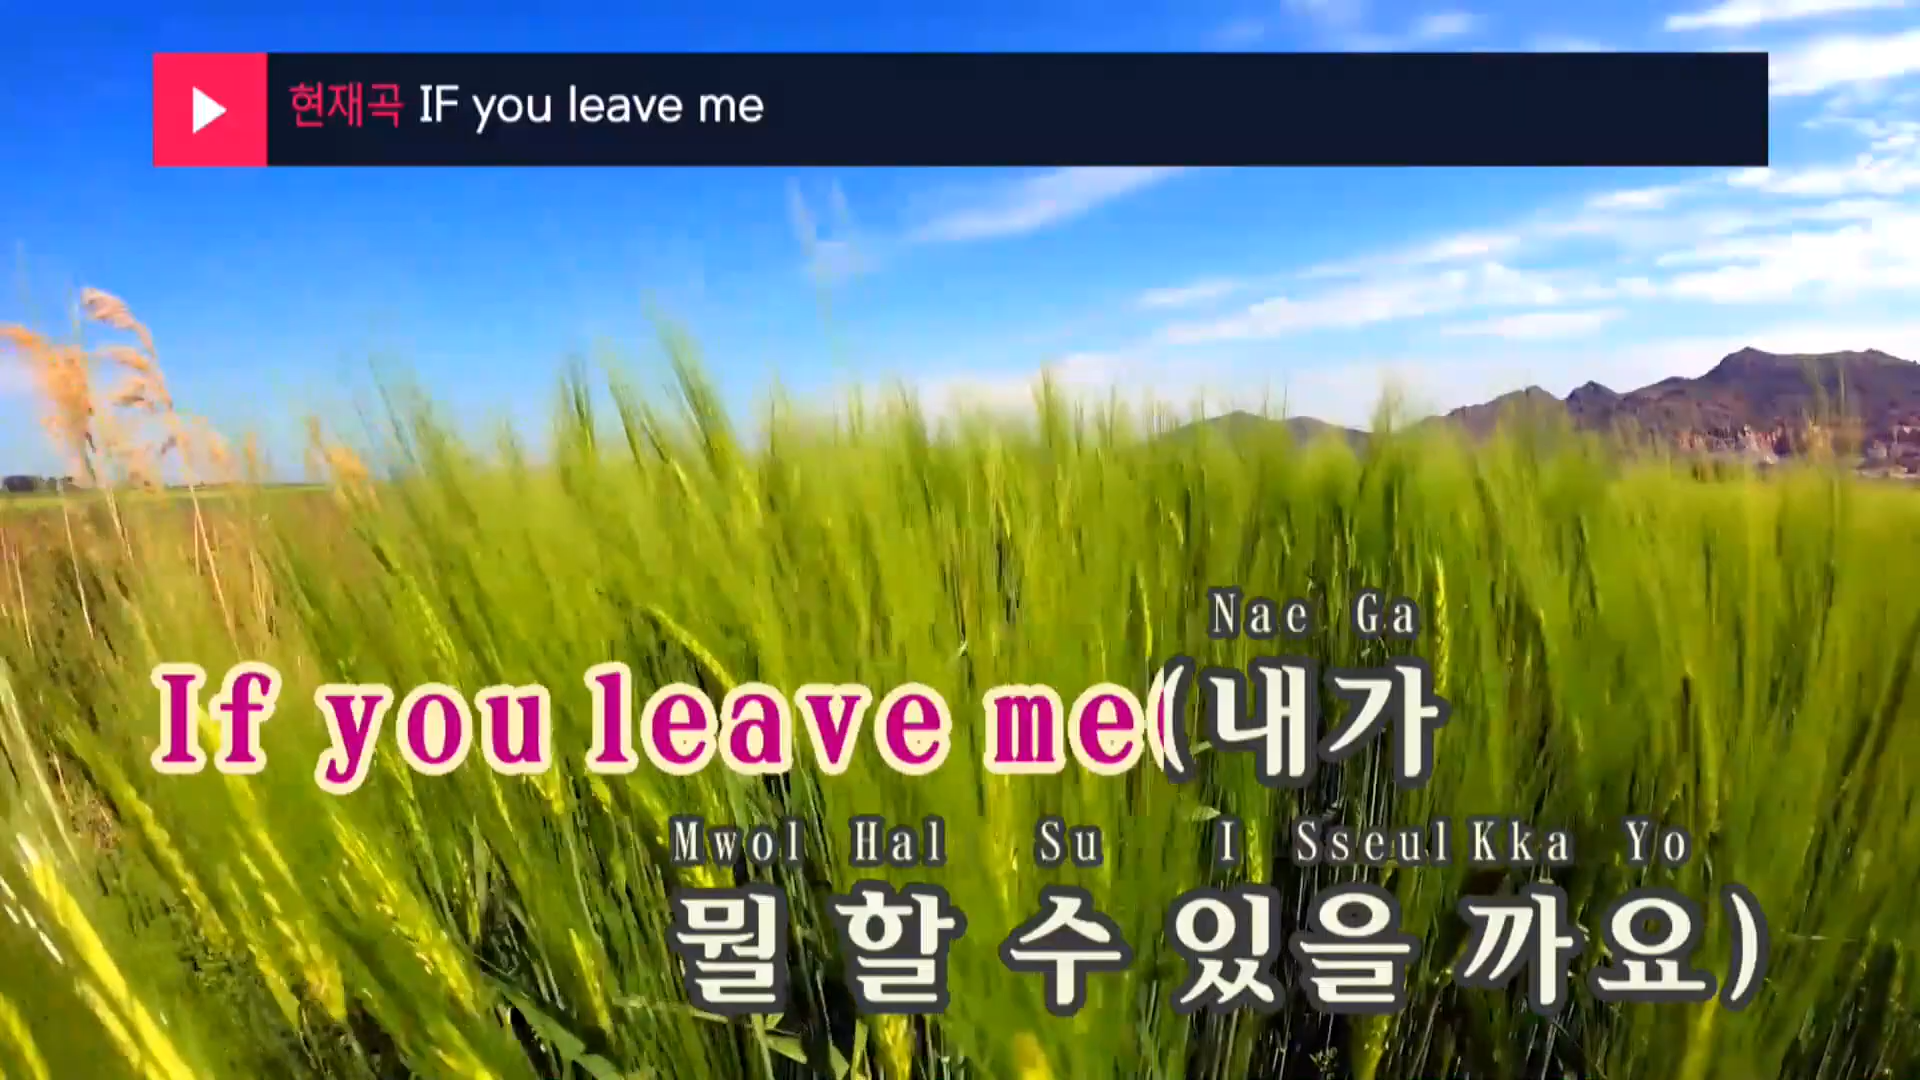 현재곡 IF you leave me
Nae Ga
If you leave me(내가
Mwol Hal Su I Sseul Kka Yo
뭘 할 수 있을 까요)